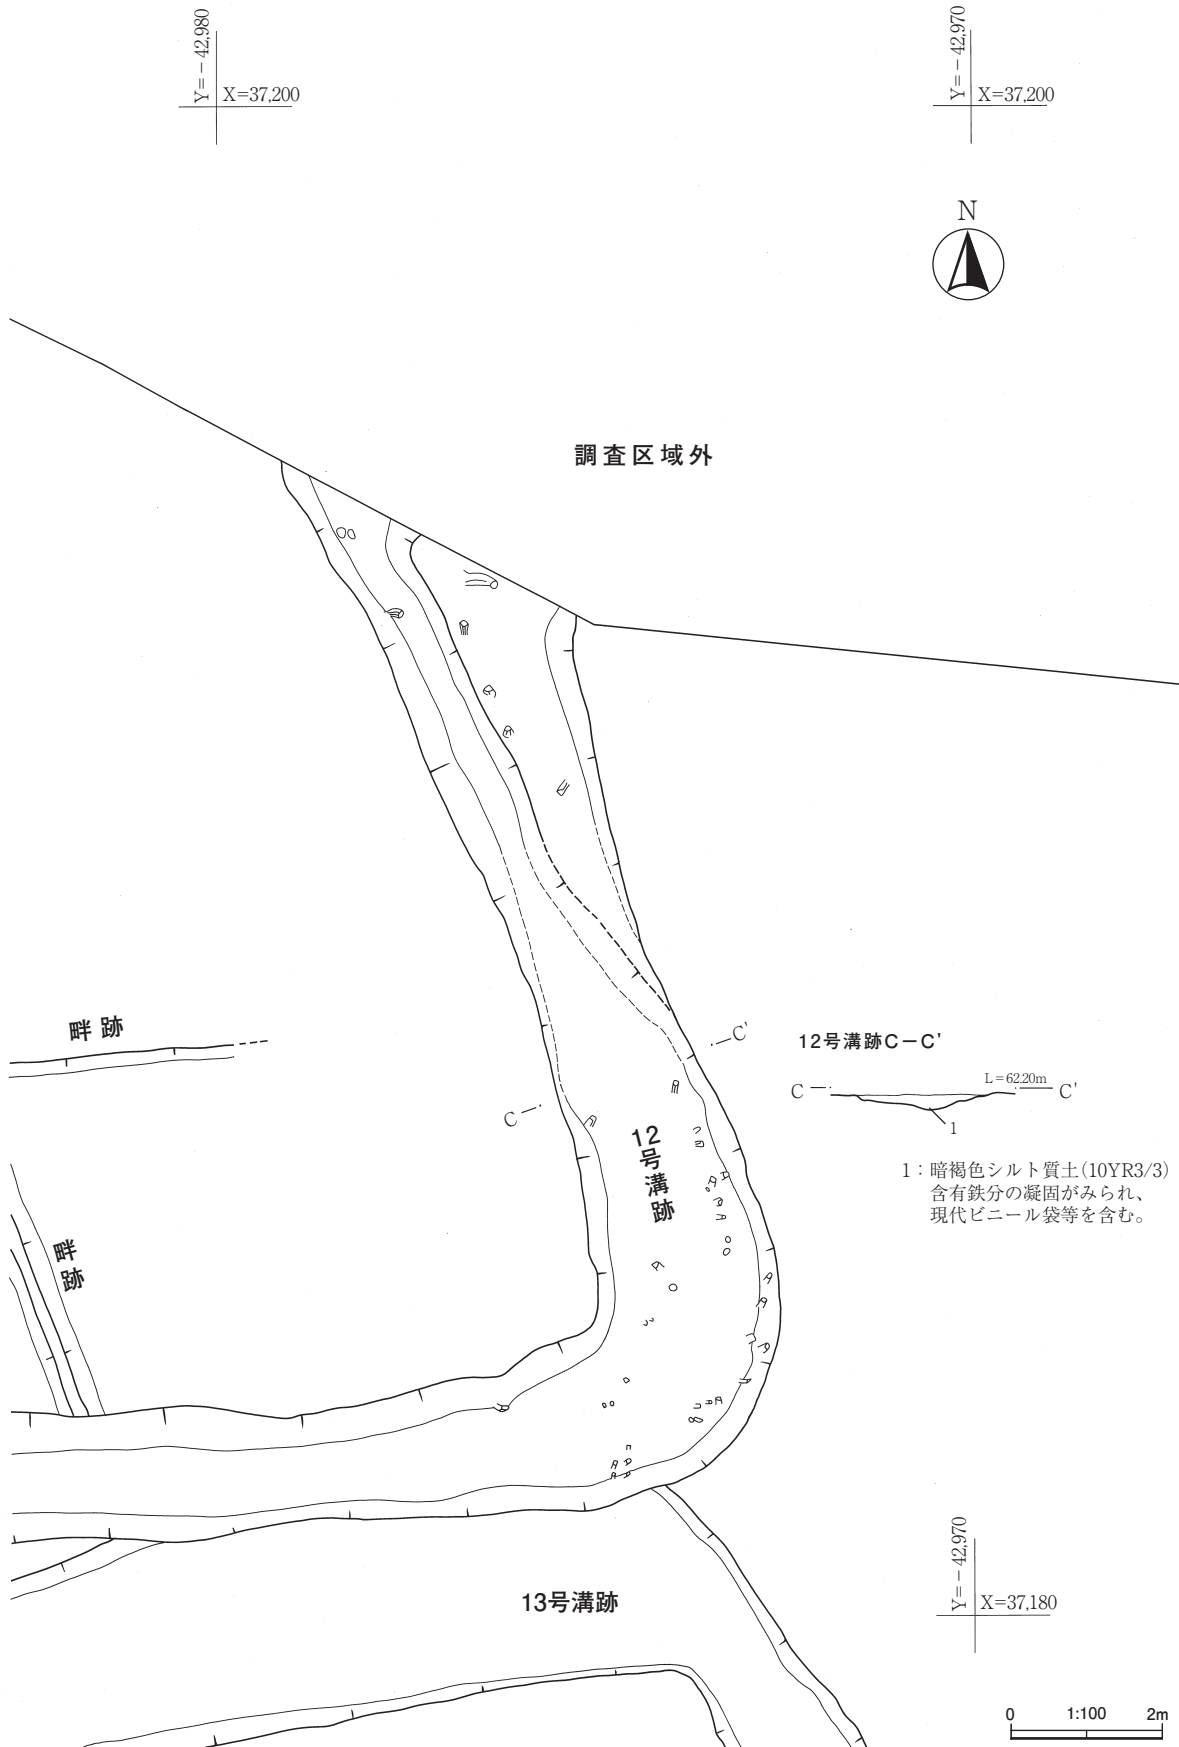 Y=−42,980
X=37,200
Y=−42,970
X=37,200
N
調査区域外
畔跡
C
C'
12号溝跡C−C'
C
L=62.20m
C'
1
12号溝跡
1：暗褐色シルト質土(10YR3/3)
含有鉄分の凝固がみられ、
現代ビニール袋等を含む。
畔跡
13号溝跡
Y=−42,970
X=37,180
0 1:100 2m